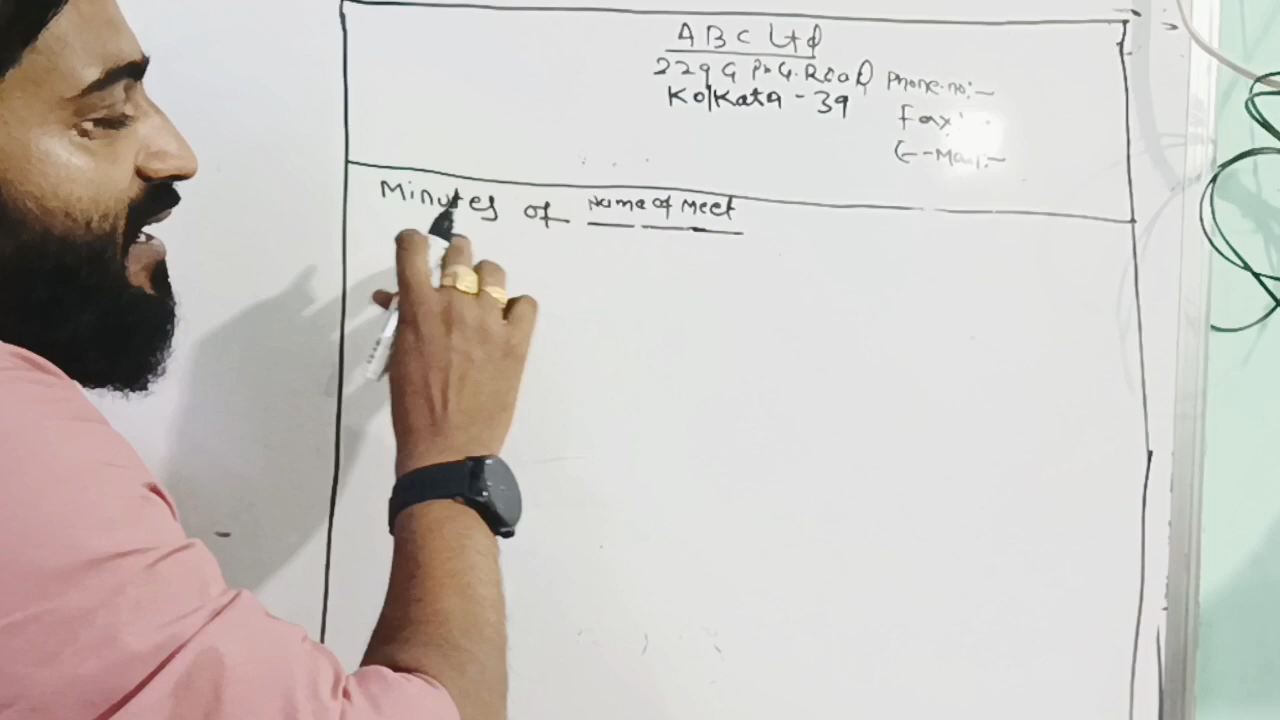 ABC Ltd
229 G P.G. Road
Kolkata - 39
Phone.no:-
Fax:
E-Mail:-
Minutes of Name of Meet